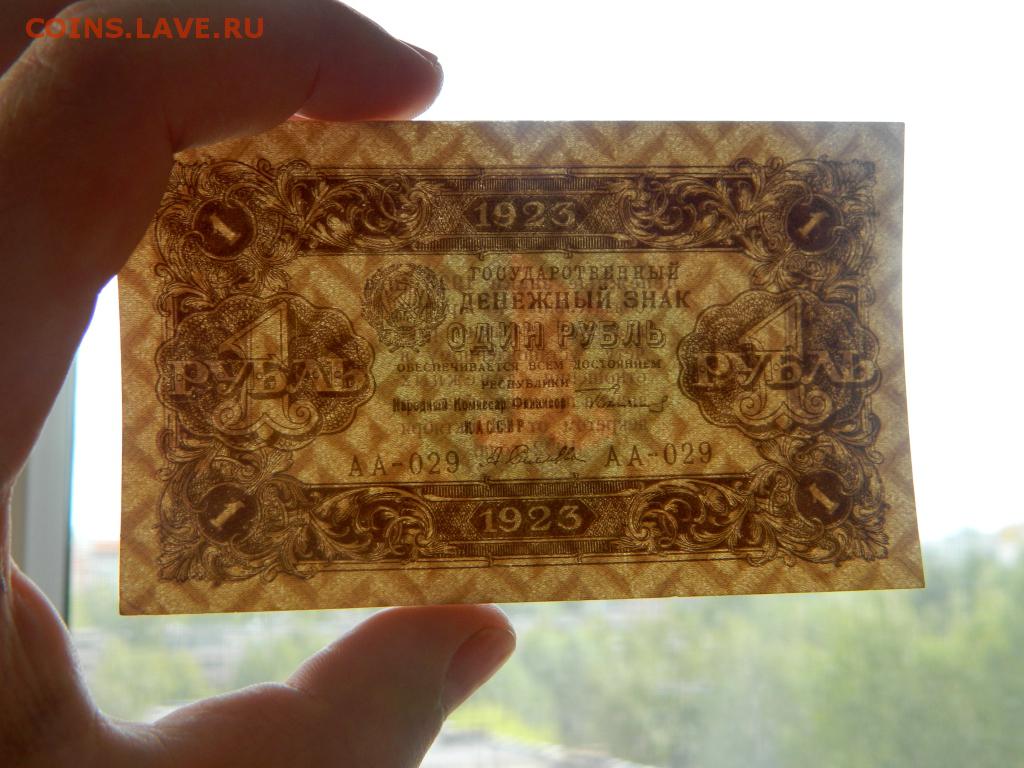 COINS.LAVE.RU
1923
1 1
ГОСУДАРСТВЕННЫЙ
ДЕНЕЖНЫЙ ЗНАК
ОДИН РУБЛЬ
1 РУБЛЬ 1 РУБЛЬ
ОБЕСПЕЧИВАЕТСЯ ВСЕМ ДОСТОЯНИЕМ
РЕСПУБЛИКИ
Народный Комиссар Финансов
КАССИР
АА-029 АА-029
1 1
1923